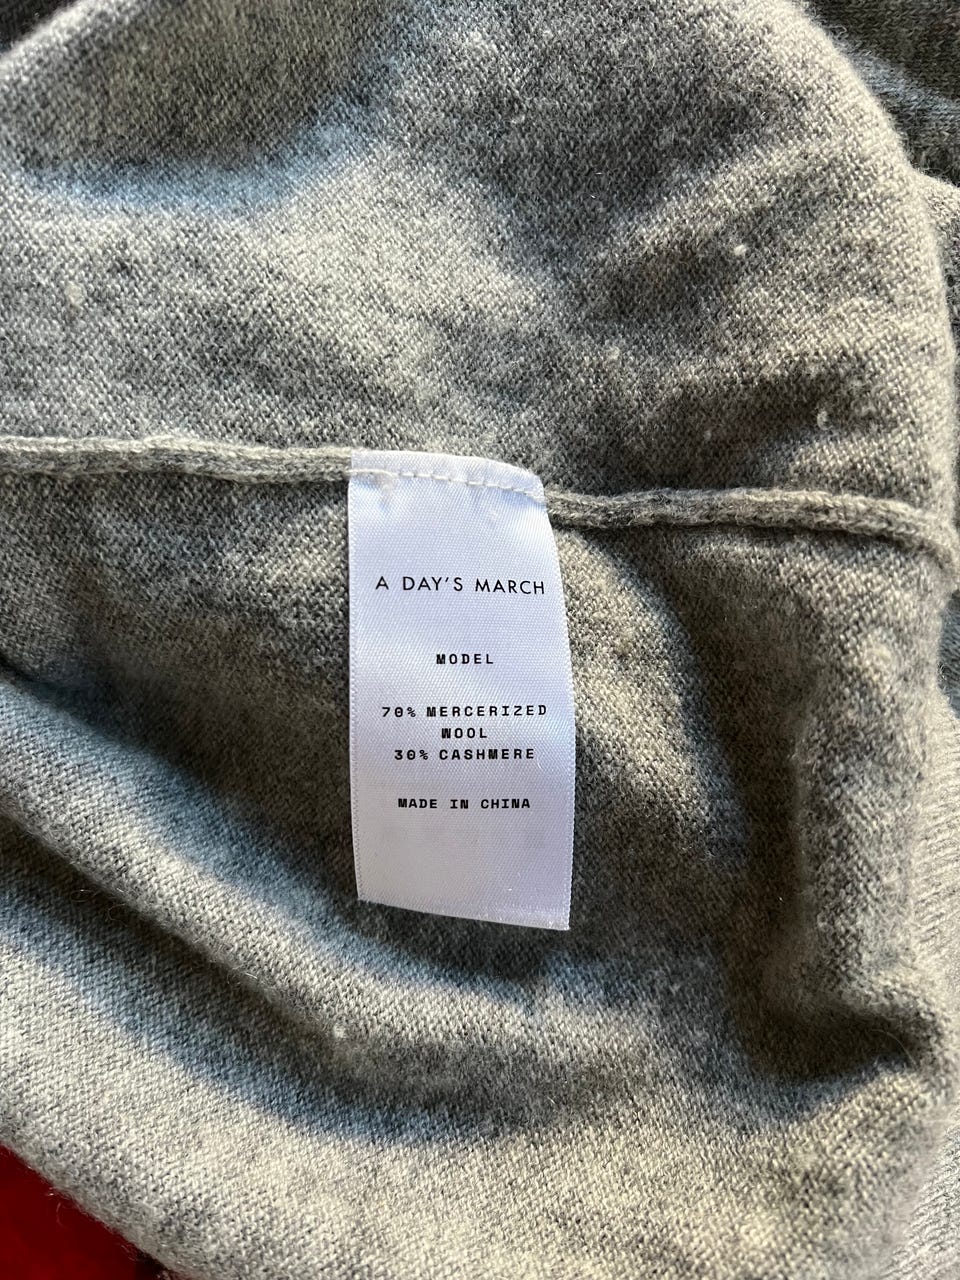 A DAY'S MARCH
MODEL
70% MERCERIZED
WOOL
30% CASHMERE
MADE IN CHINA